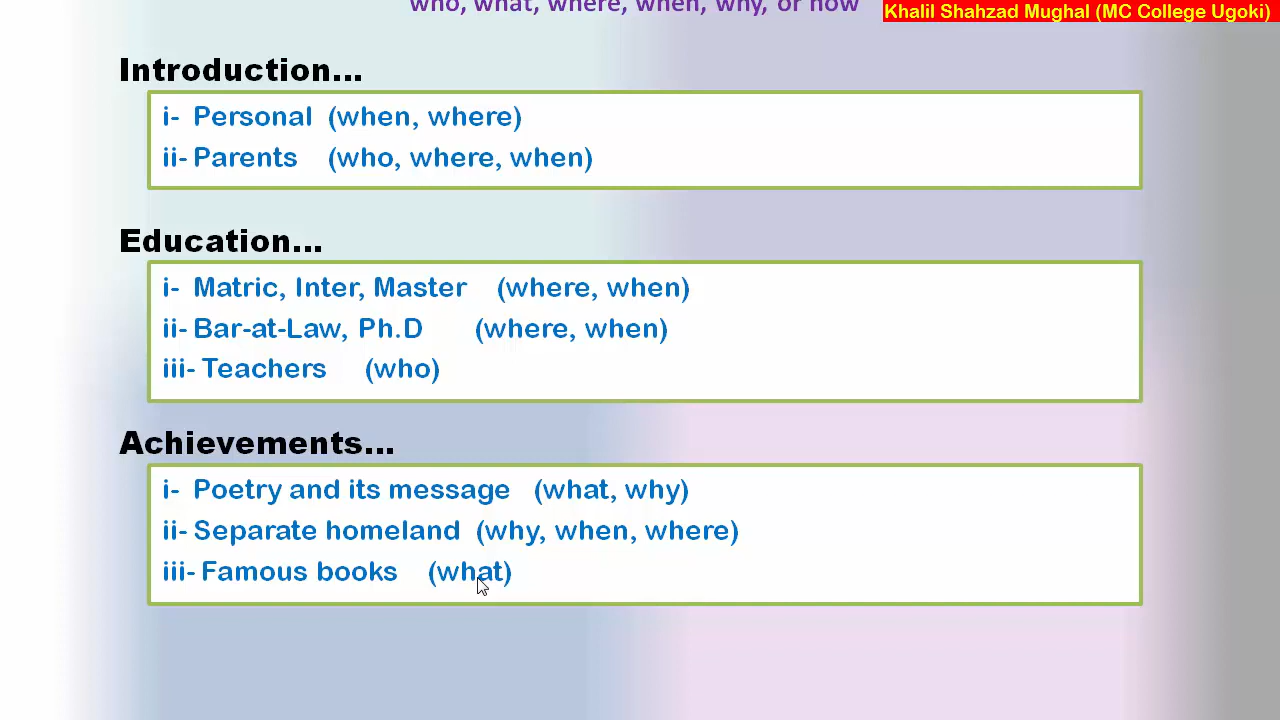 who, what, where, when, why, or how
Khalil Shahzad Mughal (MC College Ugoki)
Introduction...
i- Personal (when, where)
ii- Parents (who, where, when)
Education...
i- Matric, Inter, Master (where, when)
ii- Bar-at-Law, Ph.D (where, when)
iii- Teachers (who)
Achievements...
i- Poetry and its message (what, why)
ii- Separate homeland (why, when, where)
iii- Famous books (what)